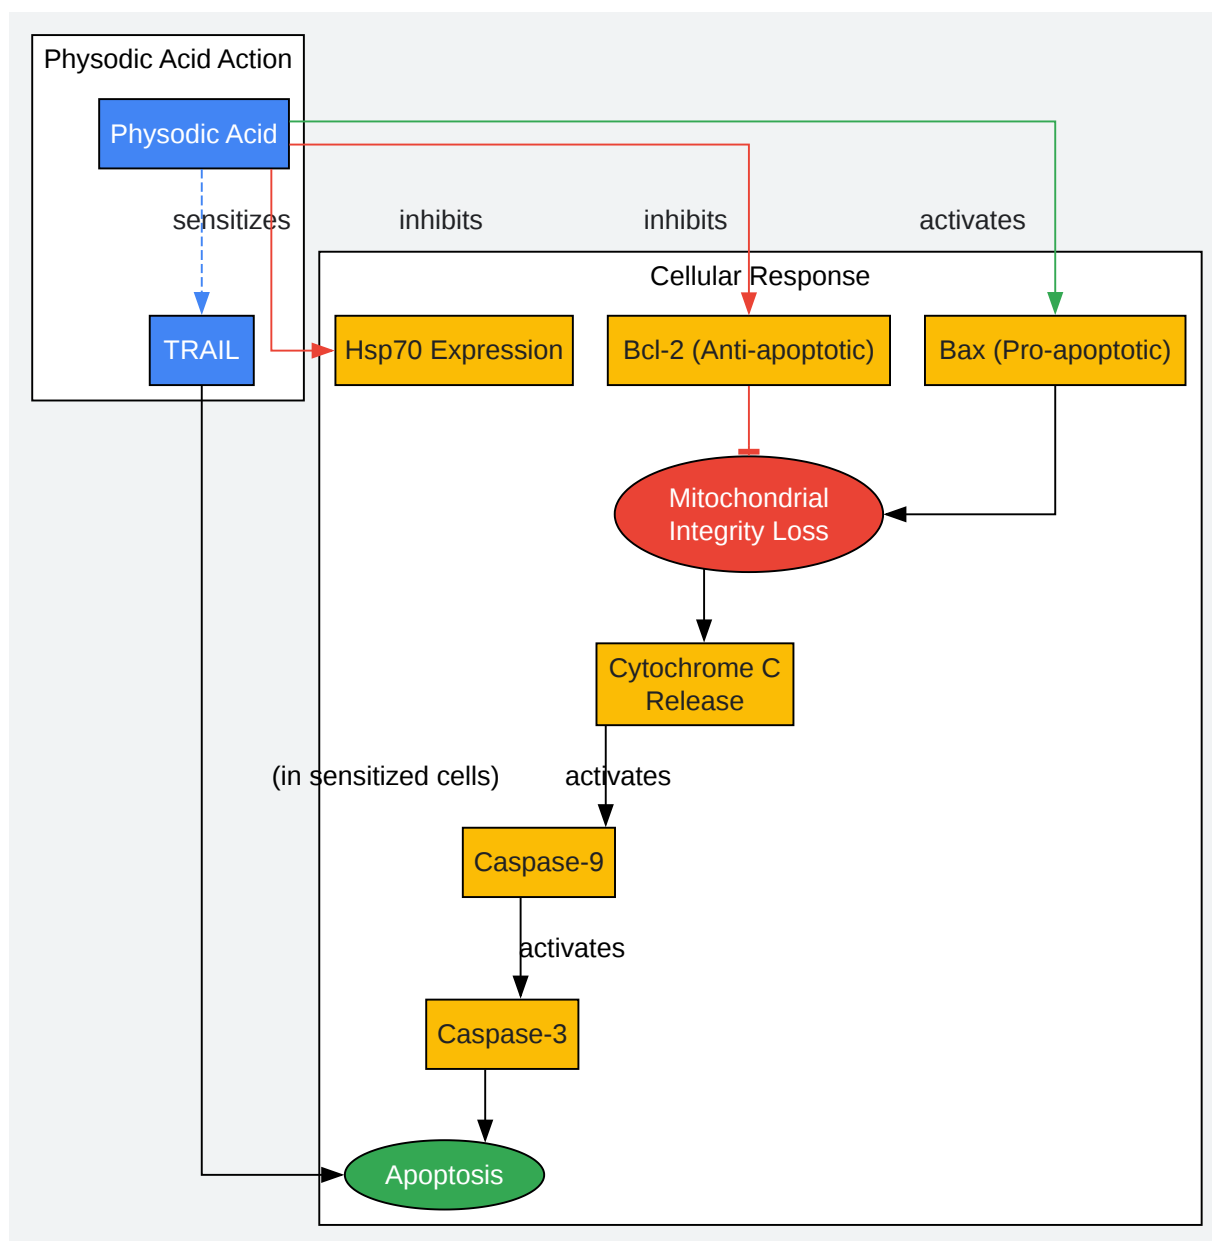 Physodic Acid Action
Physodic Acid
sensitizes
inhibits
inhibits
activates
Cellular Response
TRAIL
Hsp70 Expression
Bcl-2 (Anti-apoptotic)
Bax (Pro-apoptotic)
Mitochondrial
Integrity Loss
Cytochrome C
Release
(in sensitized cells)
activates
Caspase-9
activates
Caspase-3
Apoptosis